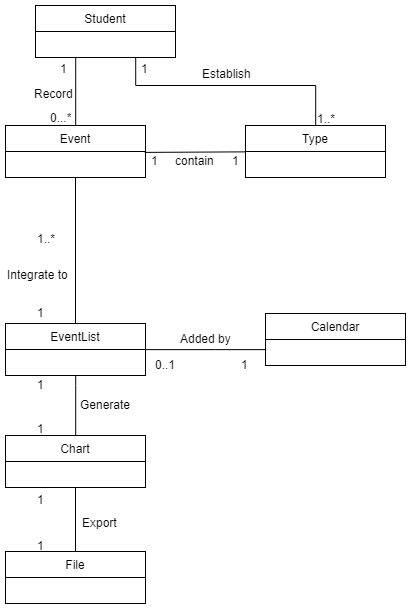 Student
1
1
Establish
Record
0...*
1..*
Event
Type
1
contain
1
1..*
Integrate to
1
EventList
Calendar
Added by
0..1
1
1
Generate
1
Chart
1
Export
1
File